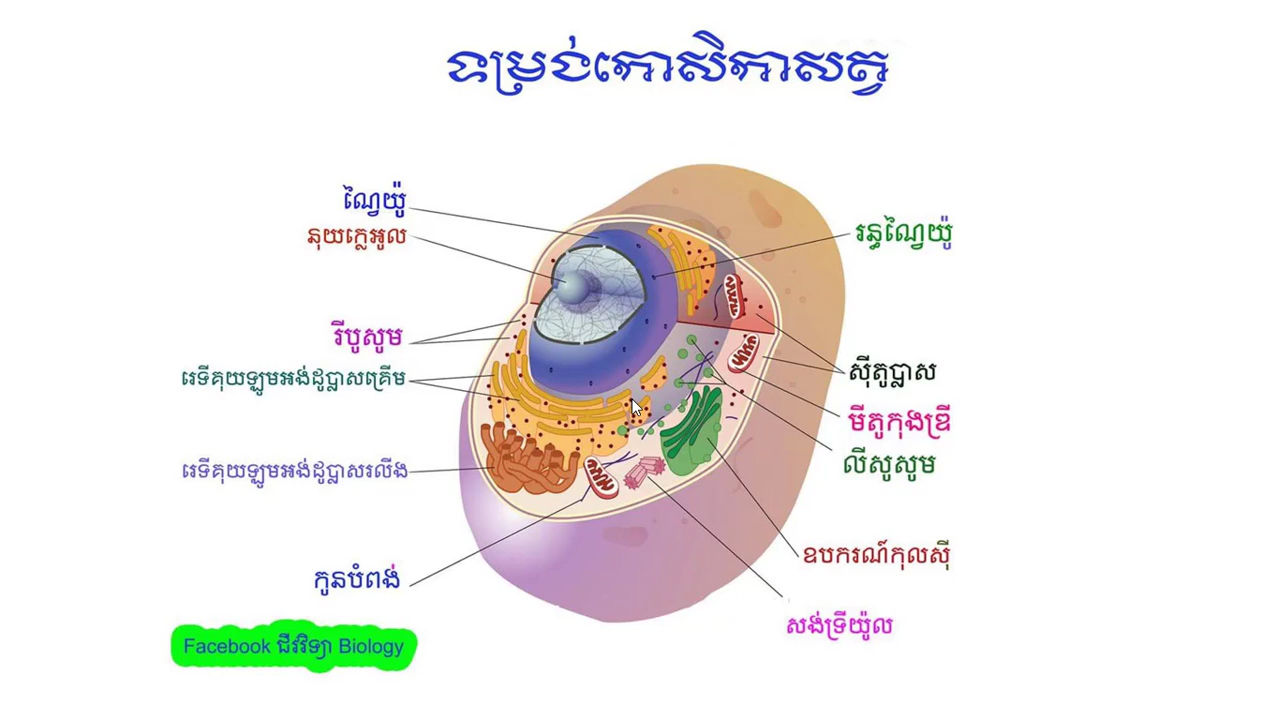 ទម្រង់កោសិកាសត្វ
ណ្វៃយ៉ូ
នុយក្លេអូល
រីបូសូម
រេទីគុយឡូមអង់ដូប្លាសគ្រើម
រេទីគុយឡូមអង់ដូប្លាសរលីង
កូនបំពង់
Facebook ជីវវិទ្យា Biology
រន្ធណ្វៃយ៉ូ
ស៊ីតូប្លាស
មីតូកុងឌ្រី
លីសូសូម
ឧបករណ៍កុលស៊ី
សង់ទ្រីយ៉ូល